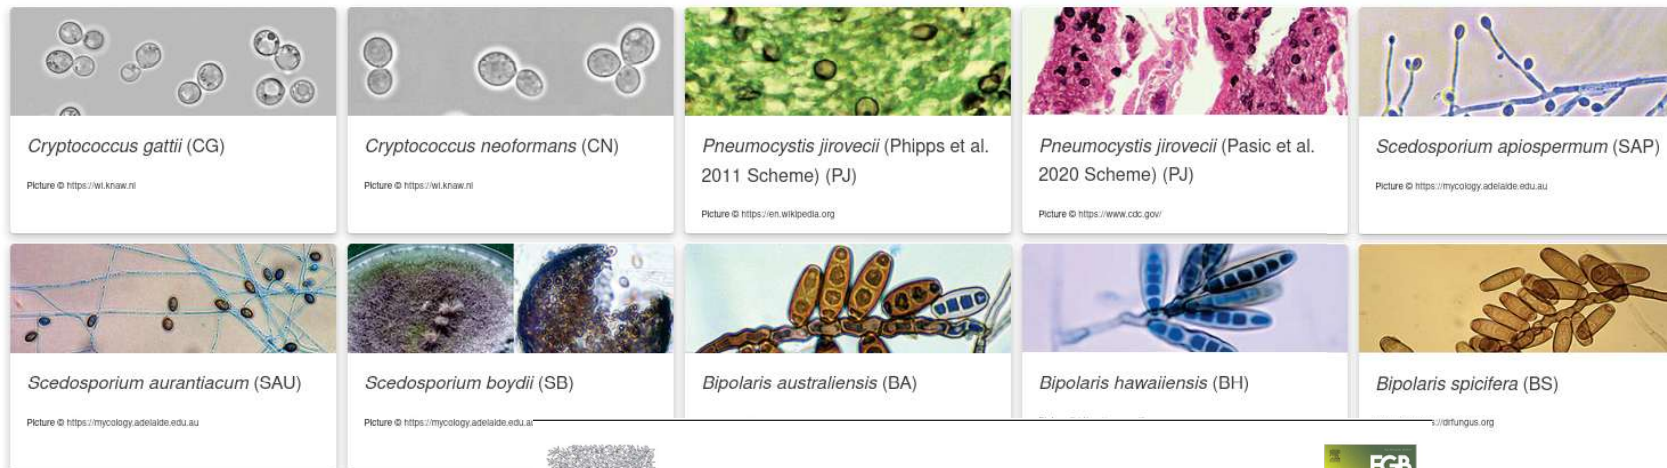 Cryptococcus gattii (CG)
Picture © https://wi.knaw.nl
Cryptococcus neoformans (CN)
Picture © https://wi.knaw.nl
Pneumocystis jirovecii (Phipps et al.
2011 Scheme) (PJ)
Picture © https://en.wikipedia.org
Pneumocystis jirovecii (Pasic et al.
2020 Scheme) (PJ)
Picture © https://www.cdc.gov/
Scedosporium apiospermum (SAP)
Picture © https://mycology.adelaide.edu.au
Scedosporium aurantiacum (SAU)
Picture © https://mycology.adelaide.edu.au
Scedosporium boydii (SB)
Picture © https://mycology.adelaide.edu.au
Bipolaris australiensis (BA)
Bipolaris hawaiiensis (BH)
Bipolaris spicifera (BS)
s://drfungus.org
FGB